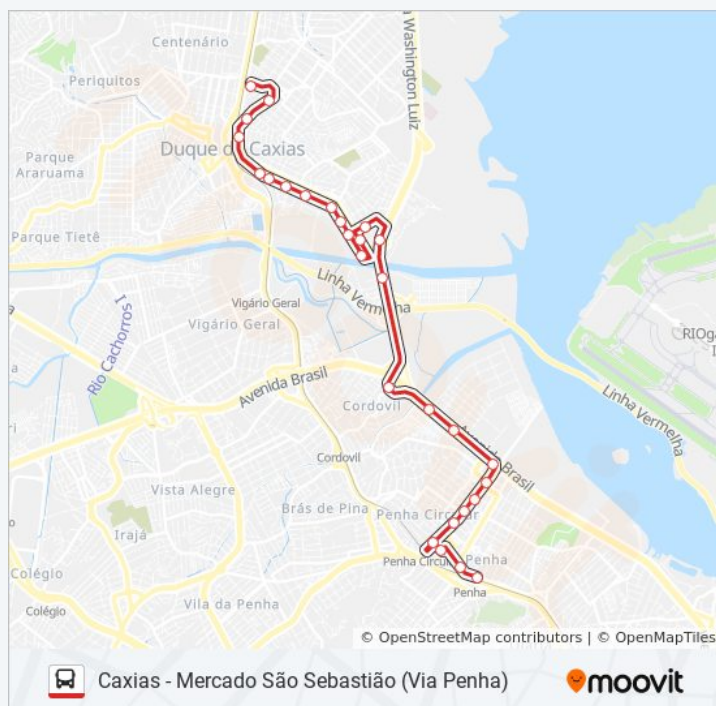 Centenário
Periquitos
a Washington Luiz
Duque de Caxias
Parque
Araruama
Parque Tietê
Linha Vermelha
Vigário Geral
Vigário Geral
Rio Cachorros
RIOga
Avenida Brasil
Cordovil
Linha Vermelha
Avenida Brasil
Cordovil
Vista Alegre
Brás de Pina
Penha Circular
Irajá
Colégio
Penha Circular
Penha
Penha
Vila da Penha
Colégio
© OpenStreetMap contributors | © OpenMapTiles
Caxias - Mercado São Sebastião (Via Penha)
moovit